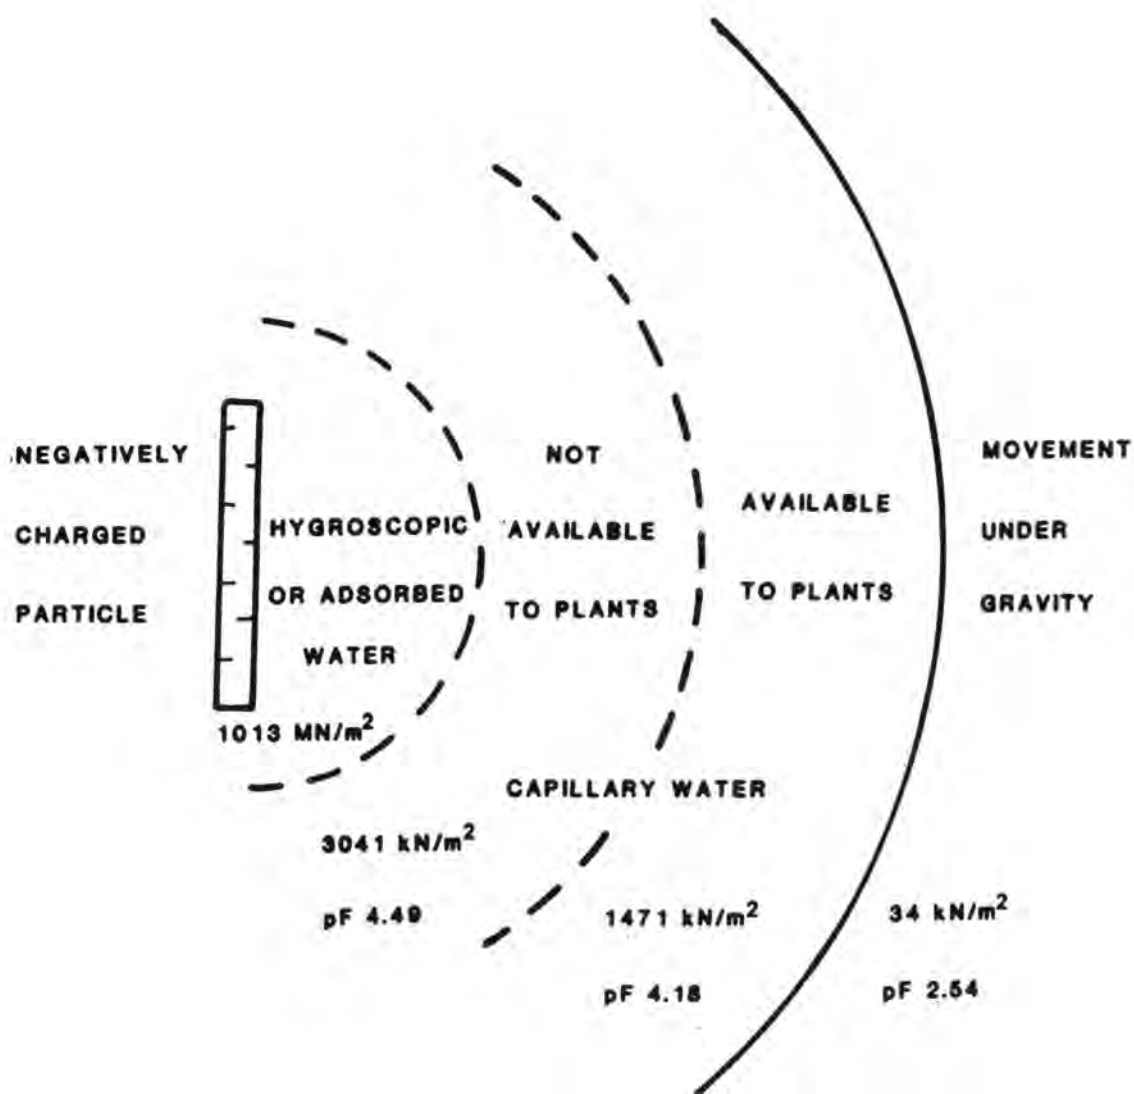 NEGATIVELY
CHARGED
PARTICLE
HYGROSCOPIC
OR ADSORBED
WATER
1013 MN/m²
NOT
AVAILABLE
TO PLANTS
AVAILABLE
TO PLANTS
MOVEMENT
UNDER
GRAVITY
CAPILLARY WATER
3041 kN/m²
pF 4.49
1471 kN/m²
pF 4.18
34 kN/m²
pF 2.54